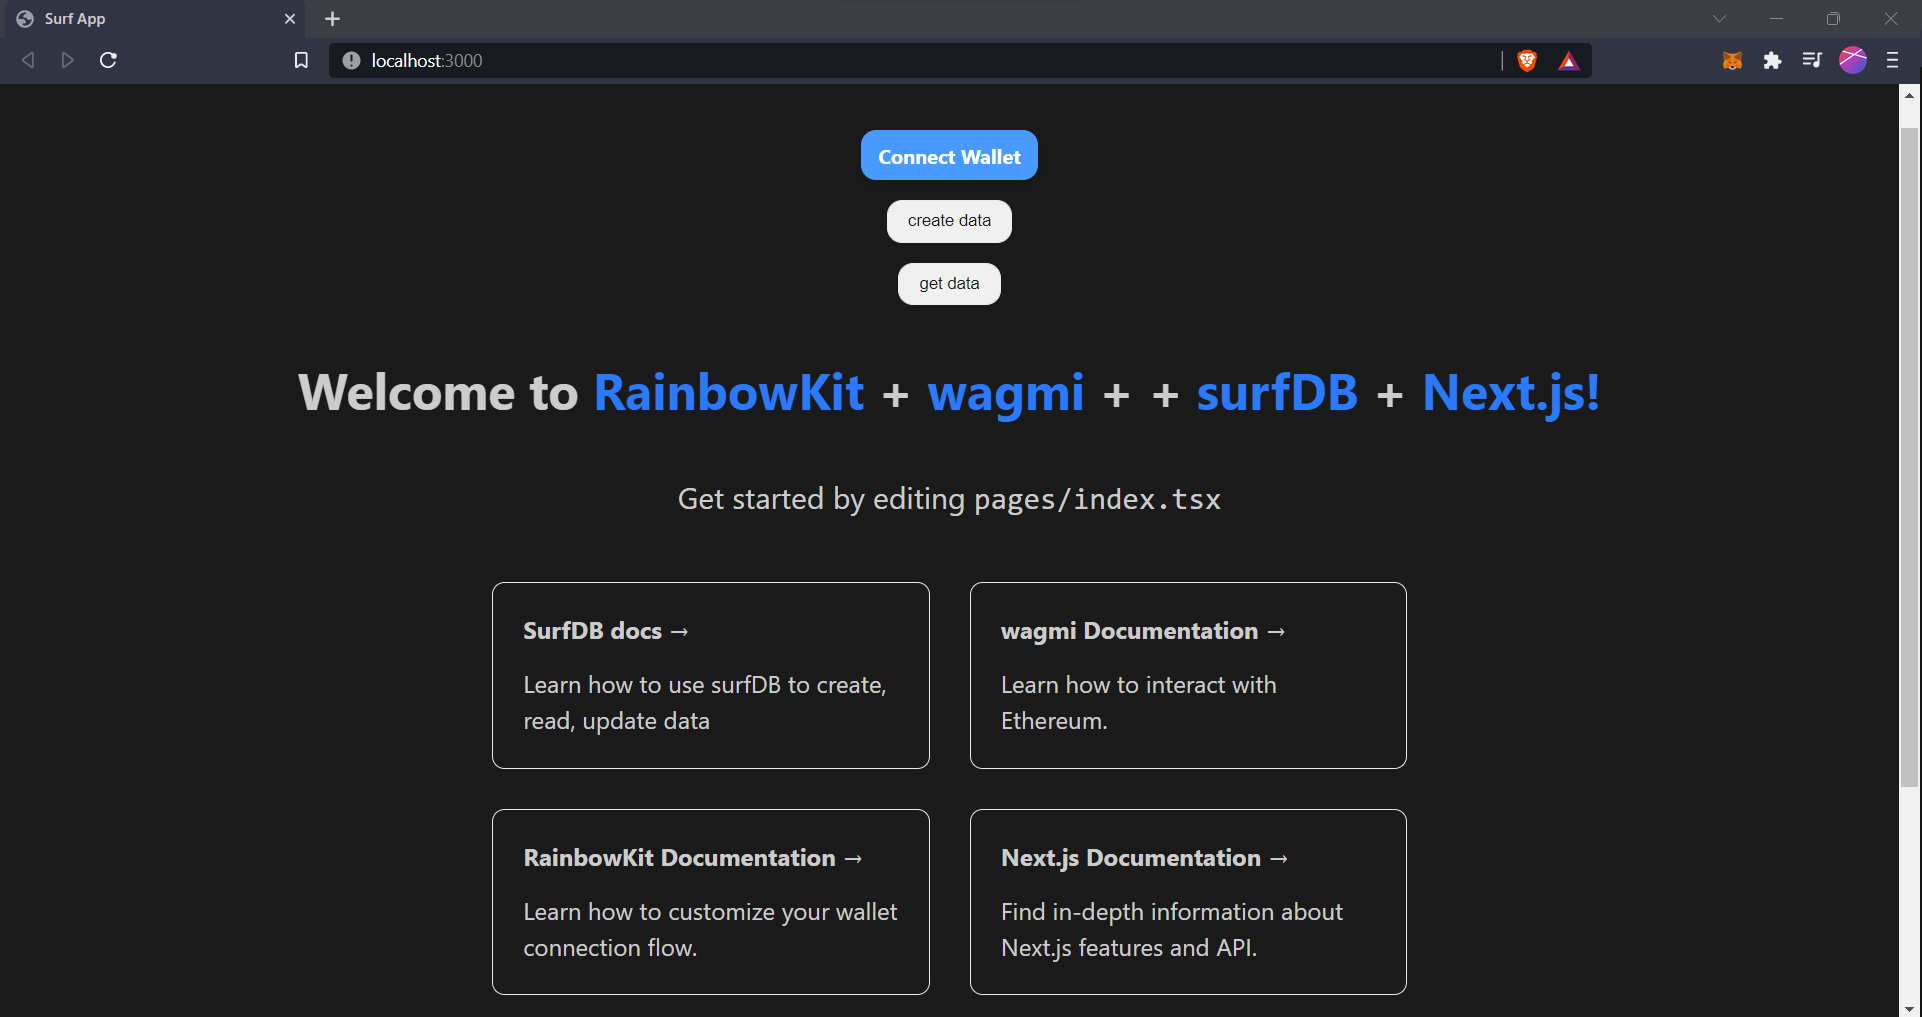 Surf App
localhost:3000
Connect Wallet
create data
get data
Welcome to RainbowKit + wagmi + + surfDB + Next.js!
Get started by editing pages/index.tsx
SurfDB docs →
Learn how to use surfDB to create,
read, update data
wagmi Documentation →
Learn how to interact with
Ethereum.
RainbowKit Documentation →
Learn how to customize your wallet
connection flow.
Next.js Documentation →
Find in-depth information about
Next.js features and API.